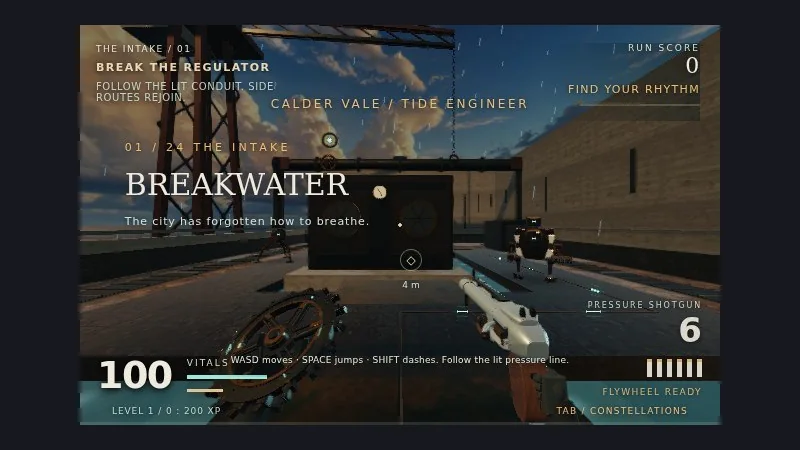 THE INTAKE / 01
BREAK THE REGULATOR
FOLLOW THE LIT CONDUIT. SIDE
ROUTES REJOIN.
RUN SCORE
0
FIND YOUR RHYTHM
CALDER VALE / TIDE ENGINEER
01 / 24 THE INTAKE
BREAKWATER
The city has forgotten how to breathe.
4 m
PRESSURE SHOTGUN
6
100
VITALS
WASD moves · SPACE jumps · SHIFT dashes. Follow the lit pressure line.
FLYWHEEL READY
LEVEL 1 / 0 : 200 XP
TAB / CONSTELLATIONS